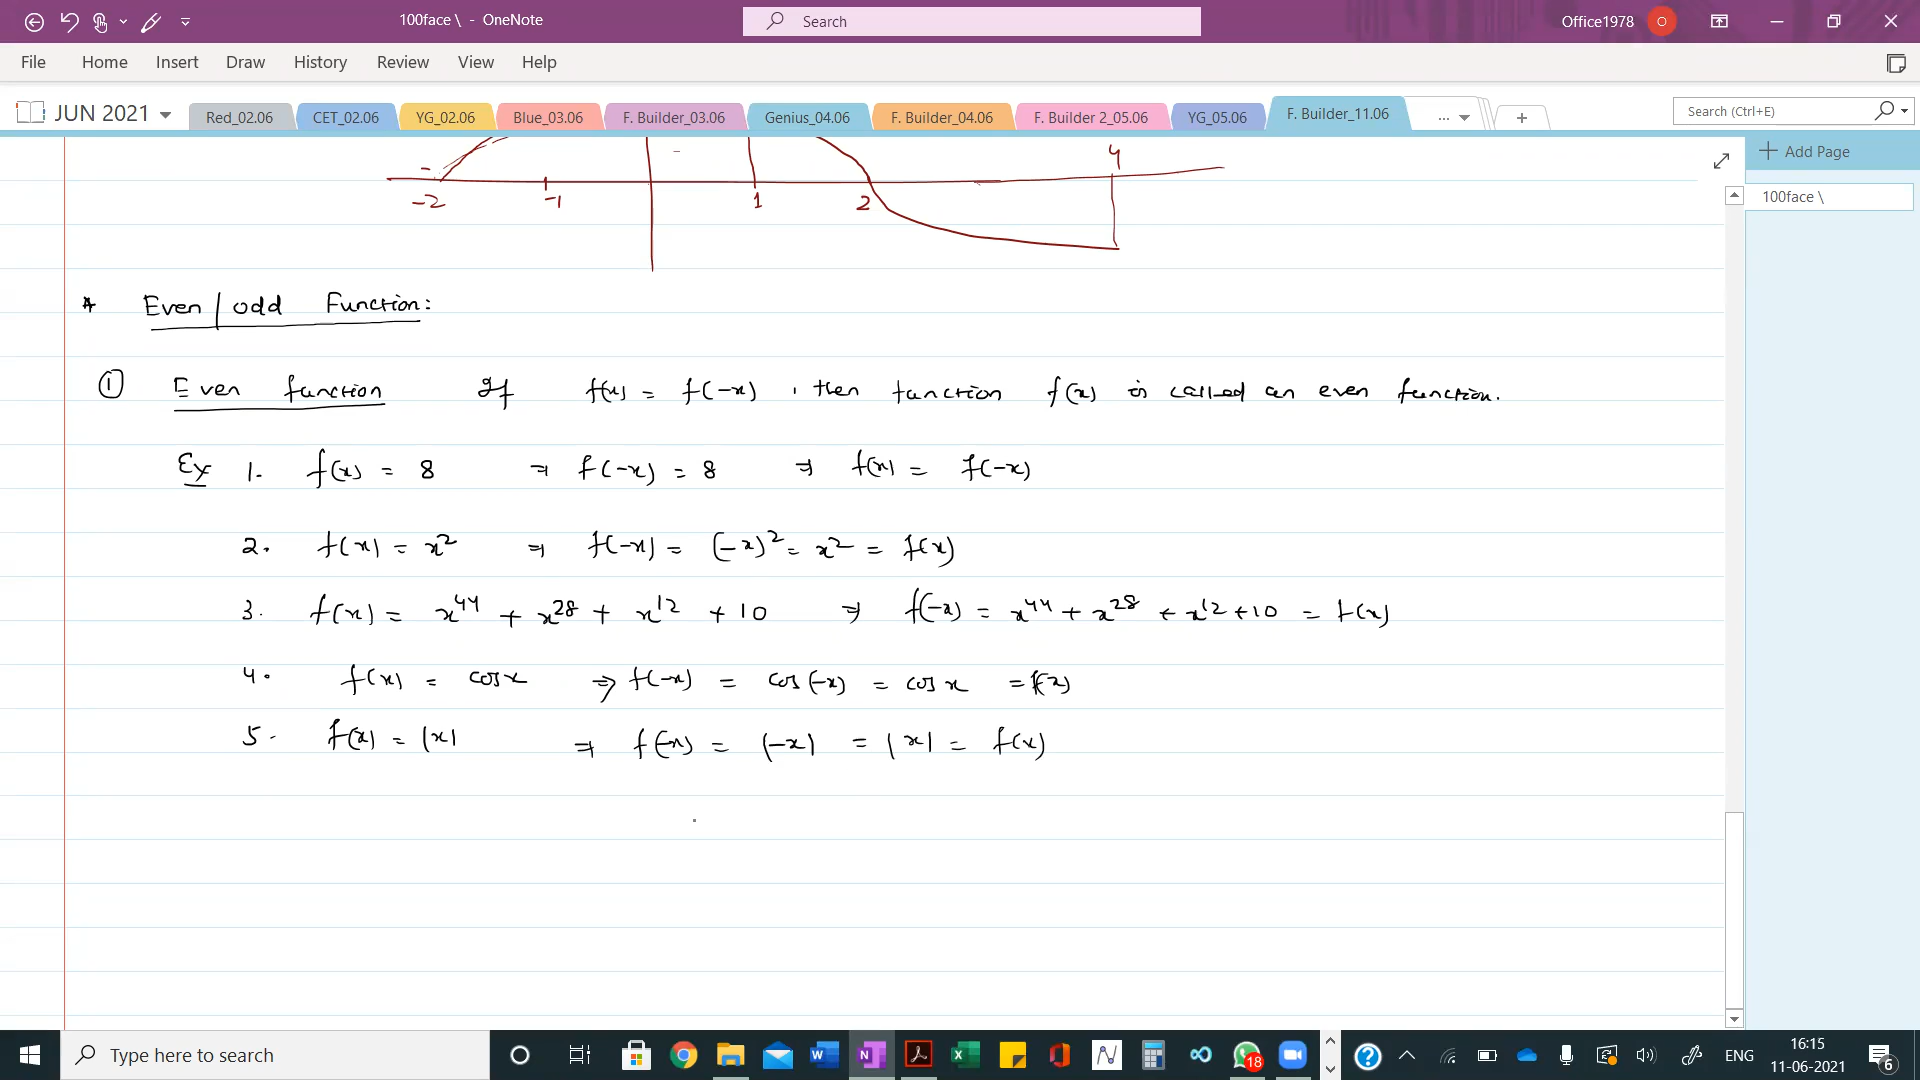 100face \ - OneNote
Search
Office1978
O
File Home Insert Draw History Review View Help
JUN 2021
Red_02.06 CET_02.06 YG_02.06 Blue_03.06 F. Builder_03.06 Genius_04.06 F. Builder_04.06 F. Builder 2_05.06 YG_05.06 F. Builder_11.06 ... +
Search (Ctrl+E)
Add Page
100face \
4
-2 -1 1 2
Even / odd Function:
① Even function If f(x) = f(-x) , then function f(x) is called an even function.
Ex 1. f(x) = 8 ⇒ f(-x) = 8 ⇒ f(x) = f(-x)
2. f(x) = x² ⇒ f(-x) = (-x)² = x² = f(x)
3. f(x) = x⁴⁴ + x²⁸ + x¹² + 10 ⇒ f(-x) = x⁴⁴ + x²⁸ + x¹² + 10 = f(x)
4. f(x) = cos x ⇒ f(-x) = cos(-x) = cos x = f(x)
5. f(x) = |x| ⇒ f(-x) = |-x| = |x| = f(x)
Type here to search
18
ENG
16:15
11-06-2021
6